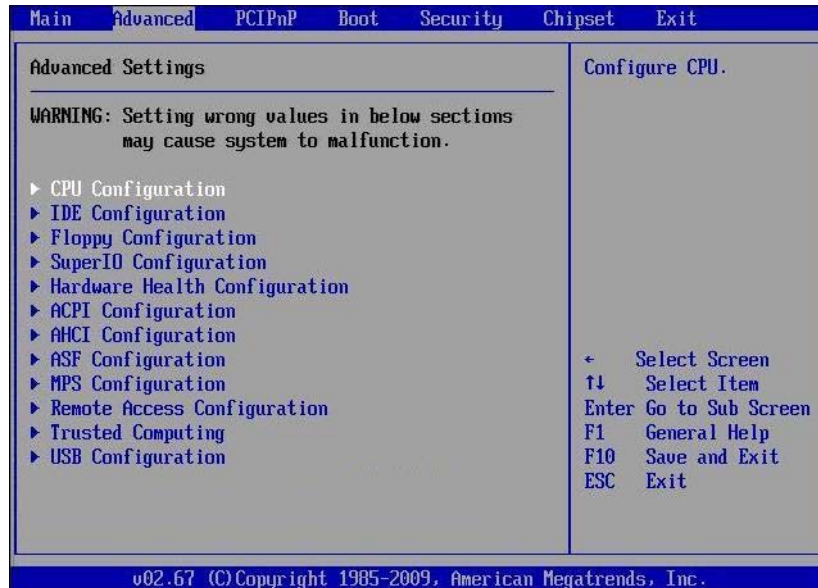 Main Advanced PCIPnP Boot Security Chipset Exit
Advanced Settings
WARNING: Setting wrong values in below sections
may cause system to malfunction.
▶ CPU Configuration
▶ IDE Configuration
▶ Floppy Configuration
▶ SuperIO Configuration
▶ Hardware Health Configuration
▶ ACPI Configuration
▶ AHCI Configuration
▶ ASF Configuration
▶ MPS Configuration
▶ Remote Access Configuration
▶ Trusted Computing
▶ USB Configuration
Configure CPU.
← Select Screen
↑↓ Select Item
Enter Go to Sub Screen
F1 General Help
F10 Save and Exit
ESC Exit
v02.67 (C)Copyright 1985-2009, American Megatrends, Inc.